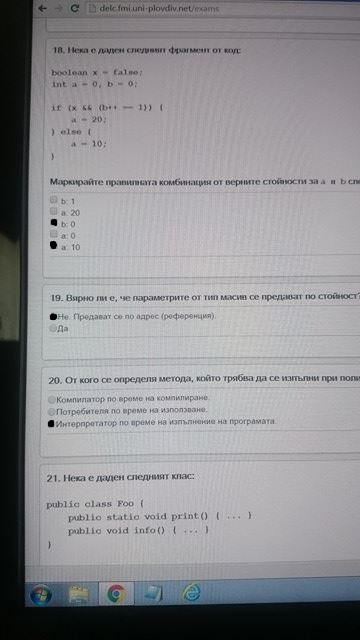 delc.fmi.uni-plovdiv.net/exams
18. Нека е даден следният фрагмент от код:
boolean x = false;
int a = 0, b = 0;
if (x && (b++ == 1)) {
a = 20;
} else {
a = 10;
}
Маркирайте правилната комбинация от верните стойности за a и b сле
b: 1
a: 20
b: 0
a: 0
a: 10
19. Вярно ли е, че параметрите от тип масив се предават по стойност?
Не. Предават се по адрес (референция).
Да
20. От кого се определя метода, който трябва да се изпълни при поли
Компилатор по време на компилиране.
Потребителя по време на използване.
Интерпретатор по време на изпълнение на програмата.
21. Нека е даден следният клас:
public class Foo {
public static void print() { ... }
public void info() { ... }
}